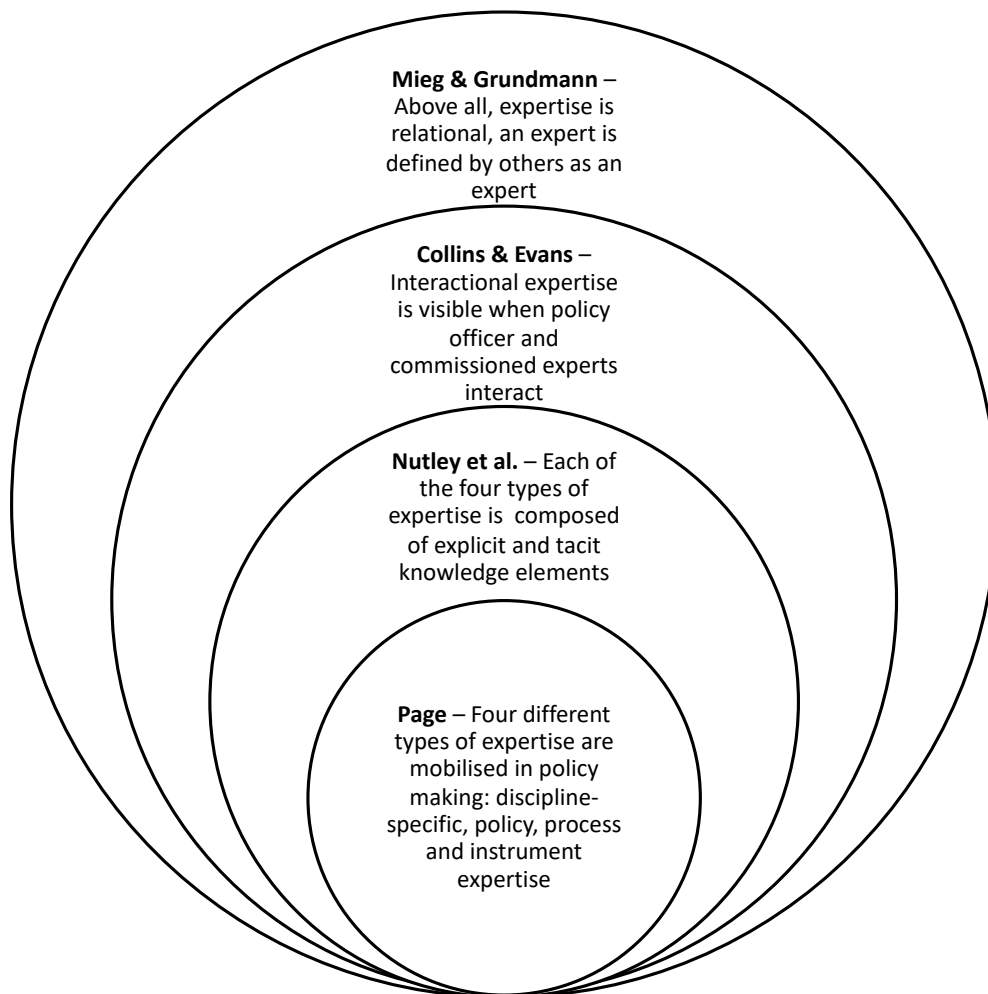 Mieg & Grundmann –
Above all, expertise is
relational, an expert is
defined by others as an
expert
Collins & Evans –
Interactional expertise
is visible when policy
officer and
commissioned experts
interact
Nutley et al. – Each of
the four types of
expertise is  composed
of explicit and tacit
knowledge elements
Page – Four different
types of expertise are
mobilised in policy
making: discipline-
specific, policy, process
and instrument
expertise